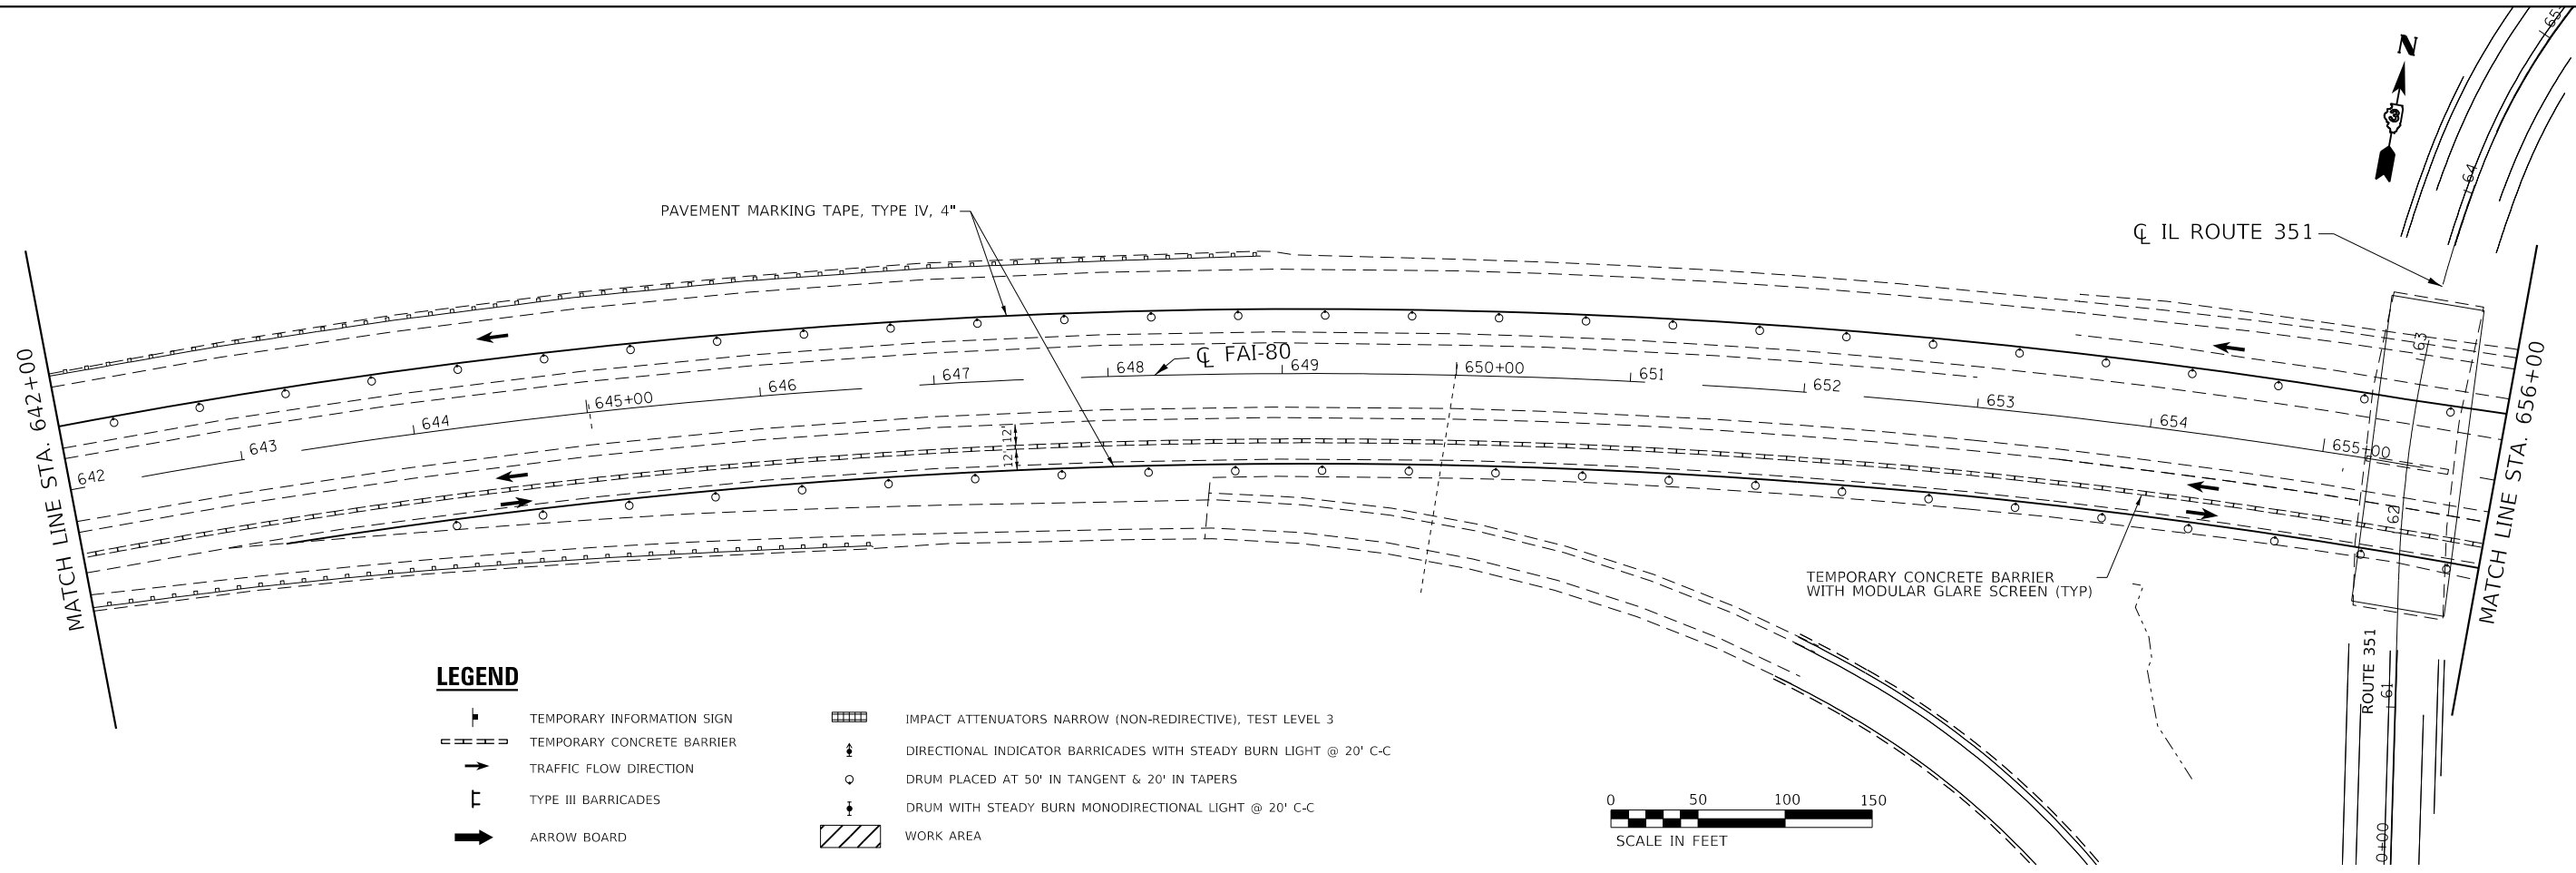 N
3
65
64
PAVEMENT MARKING TAPE, TYPE IV, 4"
℄ IL ROUTE 351
℄ FAI-80
MATCH LINE STA. 642+00
642
643
644
645+00
646
647
648
649
650+00
651
652
653
654
655+00
63
62
61
0+00
ROUTE 351
12'
12'
MATCH LINE STA. 656+00
TEMPORARY CONCRETE BARRIER
WITH MODULAR GLARE SCREEN (TYP)
LEGEND
TEMPORARY INFORMATION SIGN
TEMPORARY CONCRETE BARRIER
TRAFFIC FLOW DIRECTION
TYPE III BARRICADES
ARROW BOARD
IMPACT ATTENUATORS NARROW (NON-REDIRECTIVE), TEST LEVEL 3
DIRECTIONAL INDICATOR BARRICADES WITH STEADY BURN LIGHT @ 20' C-C
DRUM PLACED AT 50' IN TANGENT & 20' IN TAPERS
DRUM WITH STEADY BURN MONODIRECTIONAL LIGHT @ 20' C-C
WORK AREA
0 50 100 150
SCALE IN FEET